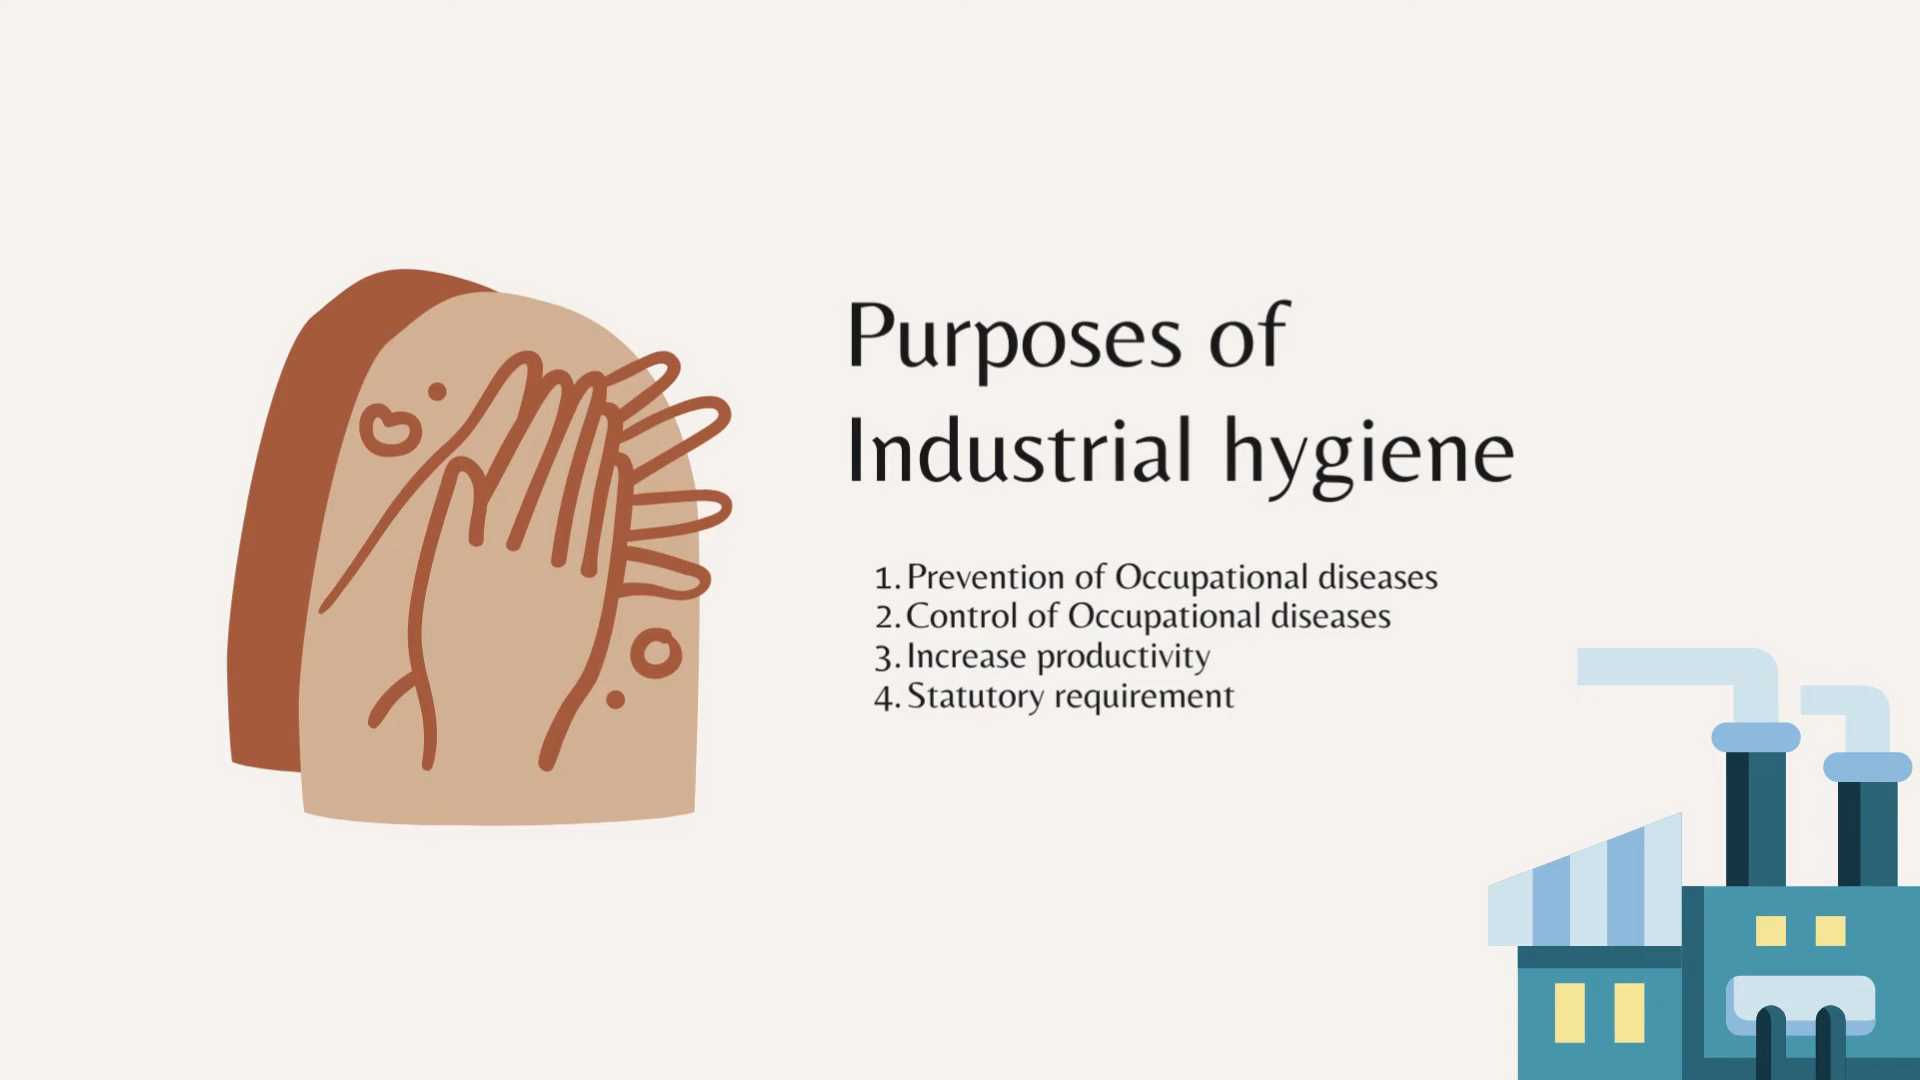 Purposes of
Industrial hygiene
1. Prevention of Occupational diseases
2. Control of Occupational diseases
3. Increase productivity
4. Statutory requirement